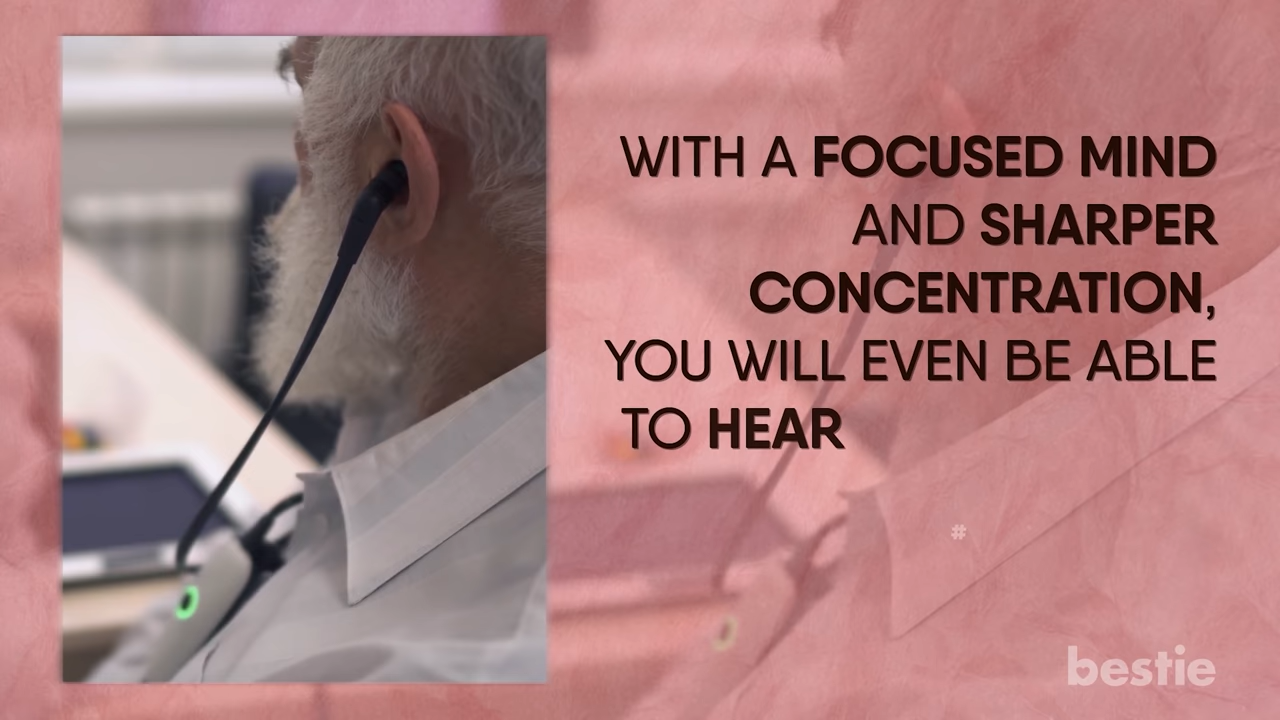 WITH A FOCUSED MIND
AND SHARPER
CONCENTRATION,
YOU WILL EVEN BE ABLE
TO HEAR
#
bestie